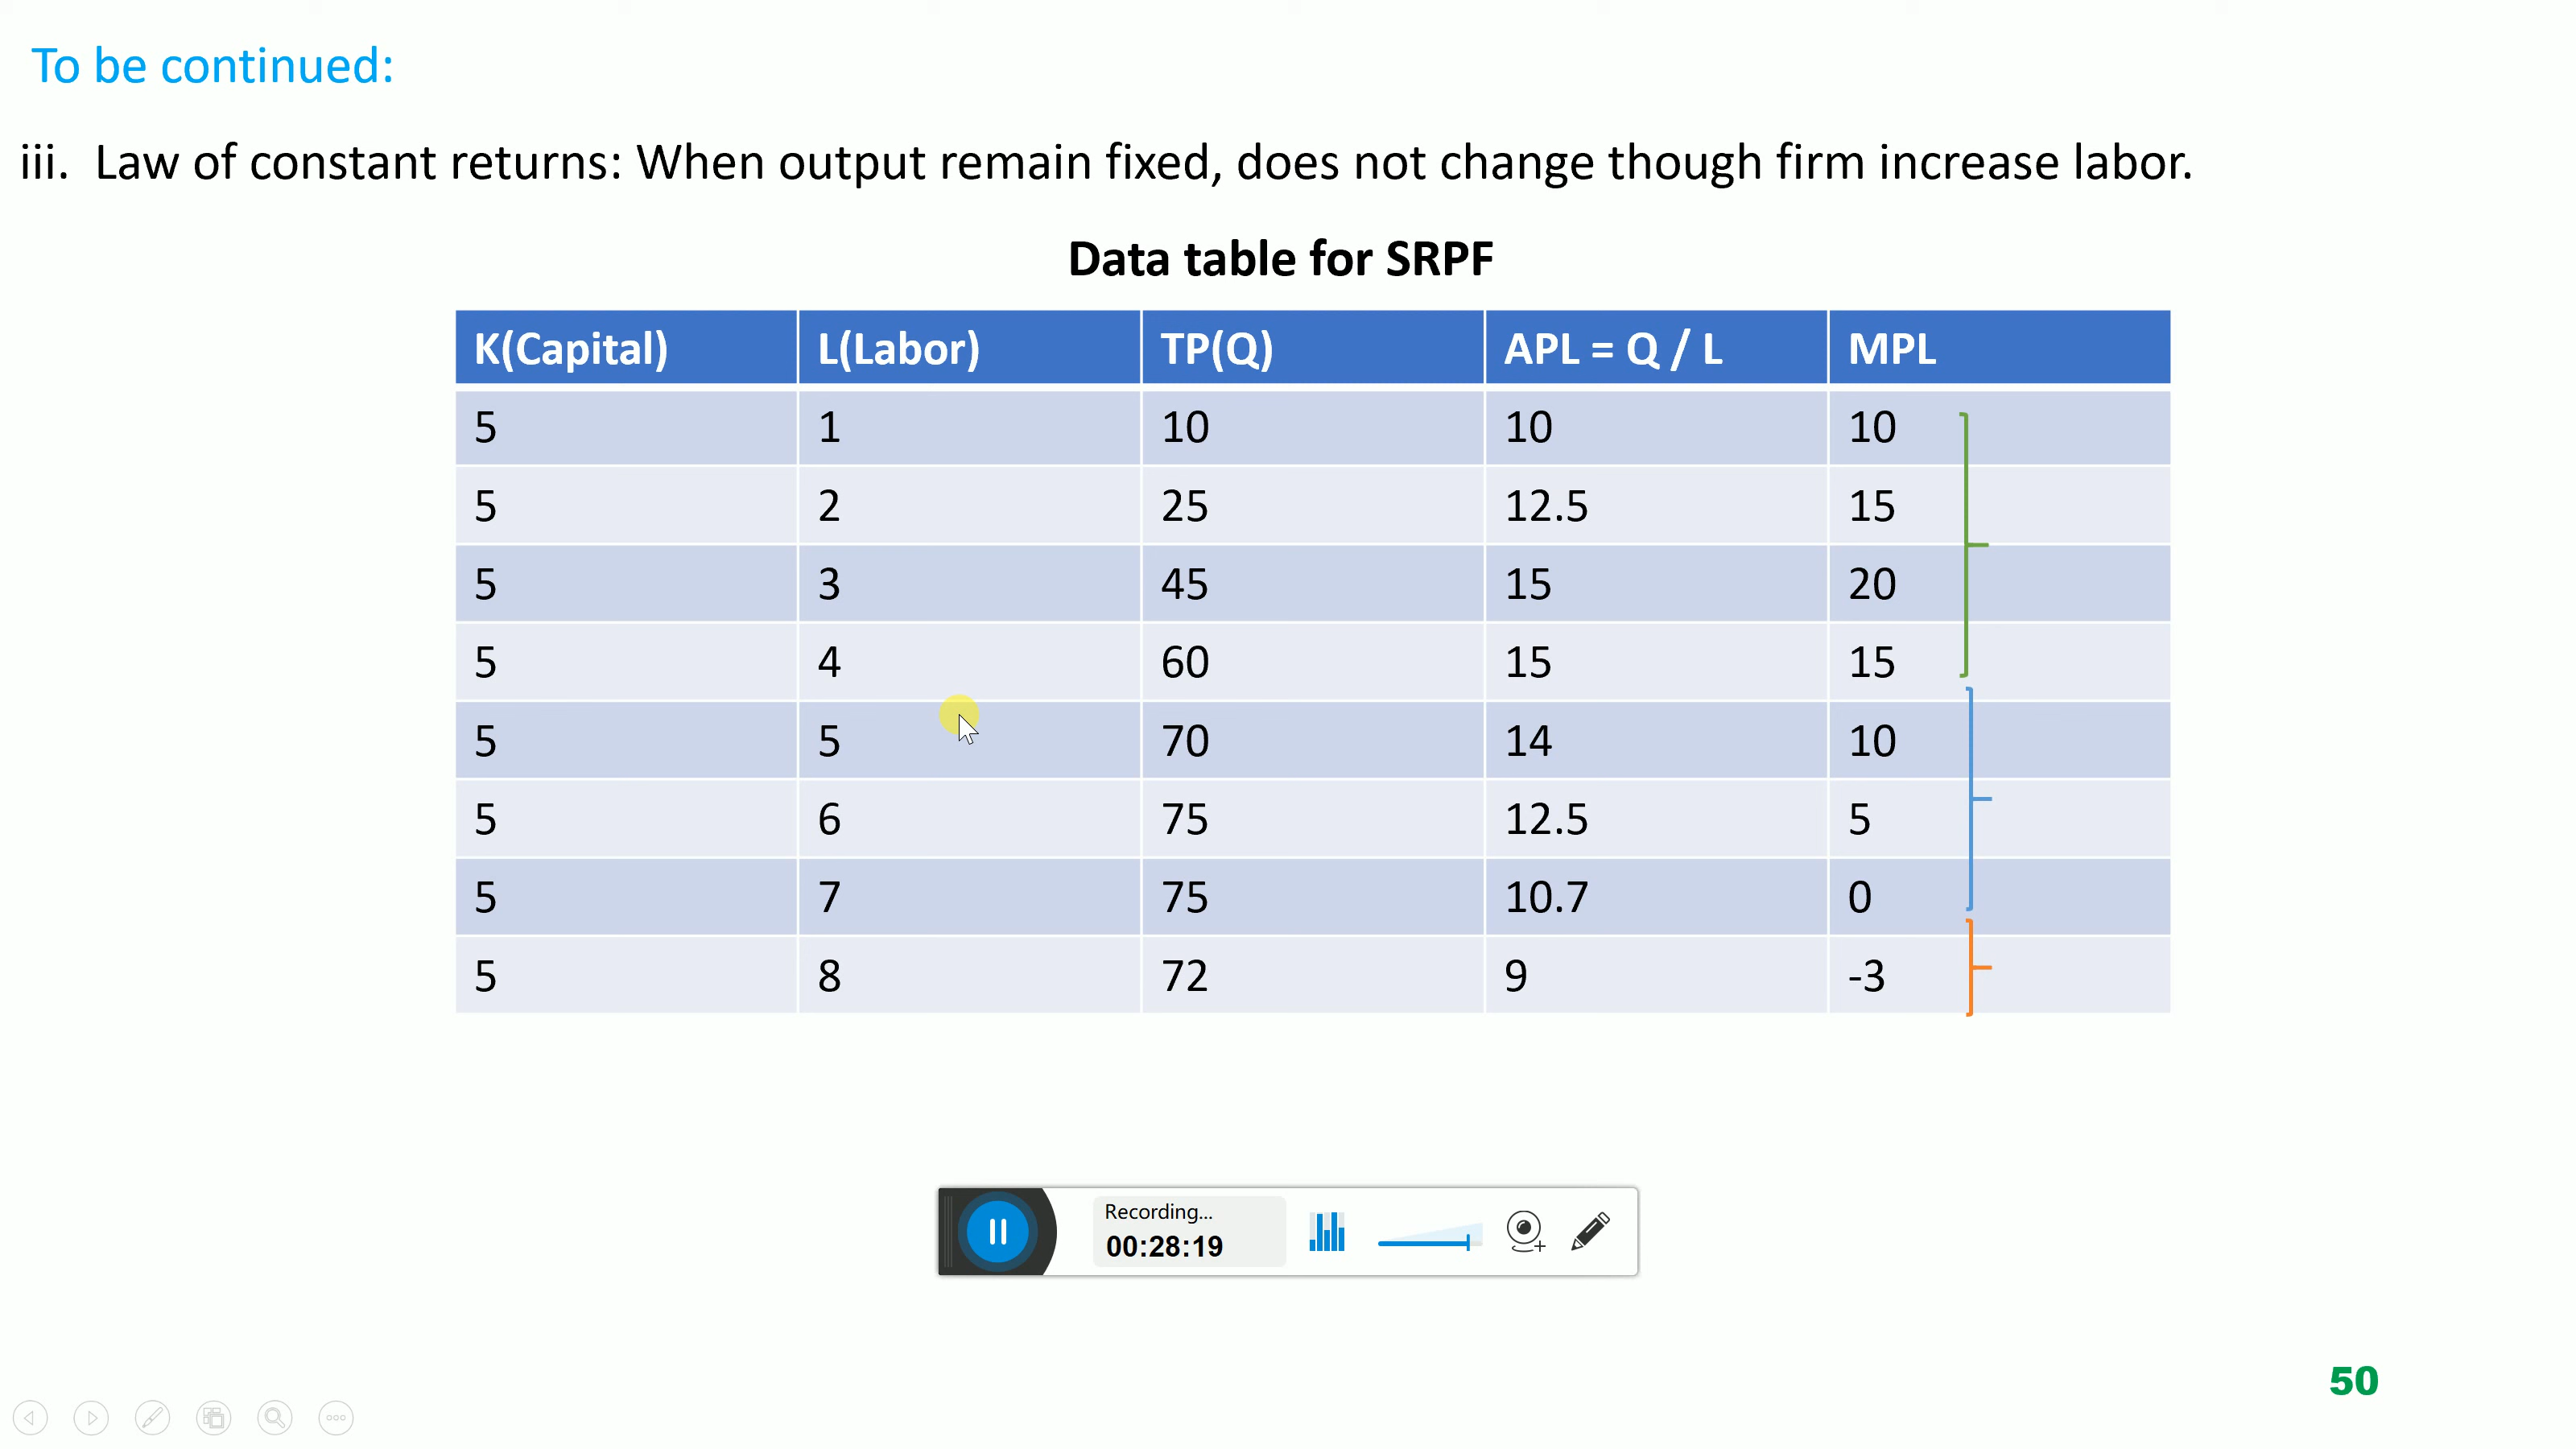 To be continued:
iii. Law of constant returns: When output remain fixed, does not change though firm increase labor.
Data table for SRPF
K(Capital) L(Labor) TP(Q) APL = Q / L MPL
5 1 10 10 10
5 2 25 12.5 15
5 3 45 15 20
5 4 60 15 15
5 5 70 14 10
5 6 75 12.5 5
5 7 75 10.7 0
5 8 72 9 -3
Recording...
00:28:19
50